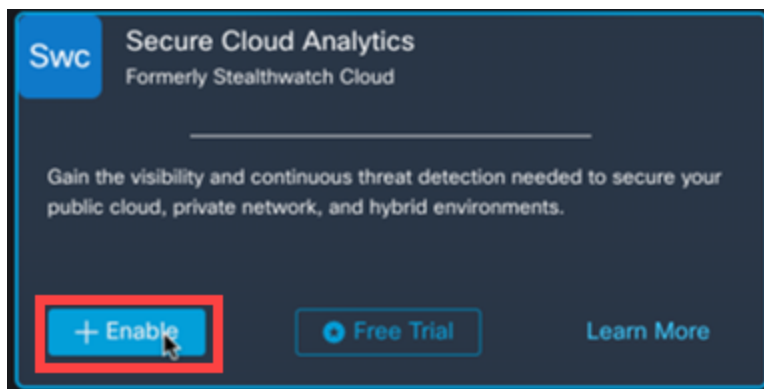 Swc
Secure Cloud Analytics
Formerly Stealthwatch Cloud
Gain the visibility and continuous threat detection needed to secure your
public cloud, private network, and hybrid environments.
+ Enable
Free Trial
Learn More